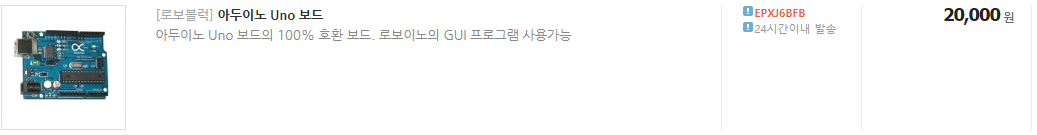 [로보블럭] 아두이노 Uno 보드
아두이노 Uno 보드의 100% 호환 보드. 로보이노의 GUI 프로그램 사용가능
EPXJ6BFB
24시간이내 발송
20,000 원